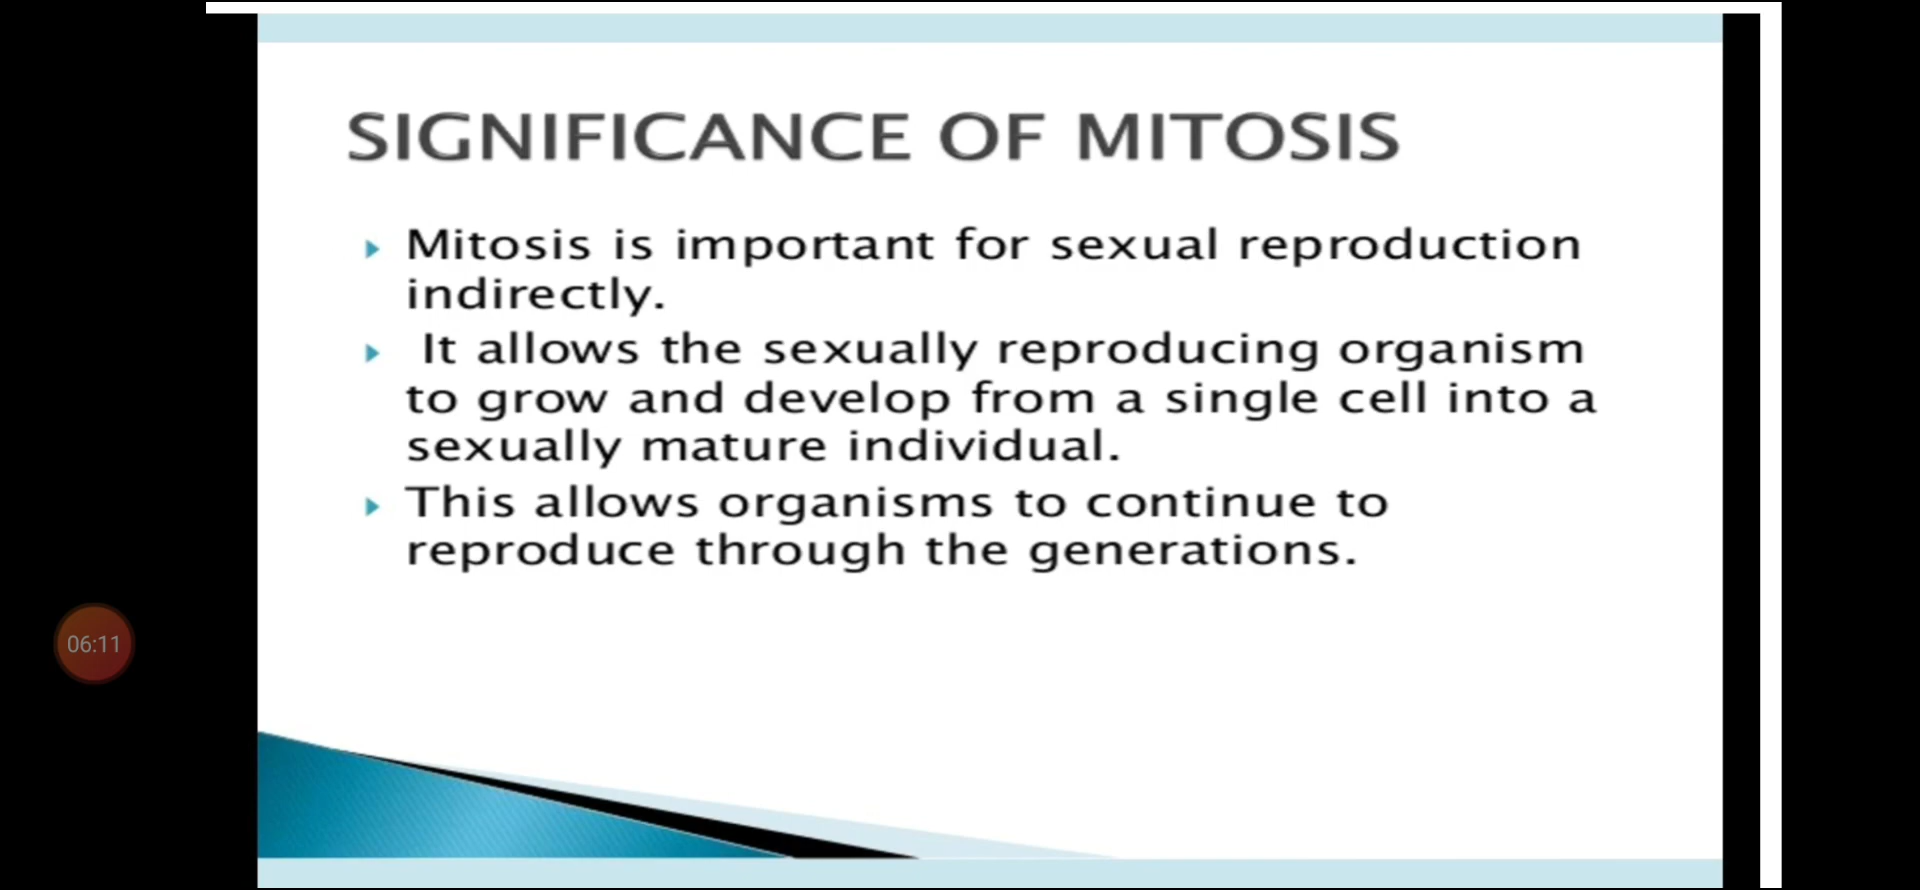 SIGNIFICANCE OF MITOSIS
Mitosis is important for sexual reproduction
indirectly.
It allows the sexually reproducing organism
to grow and develop from a single cell into a
sexually mature individual.
This allows organisms to continue to
reproduce through the generations.
06:11